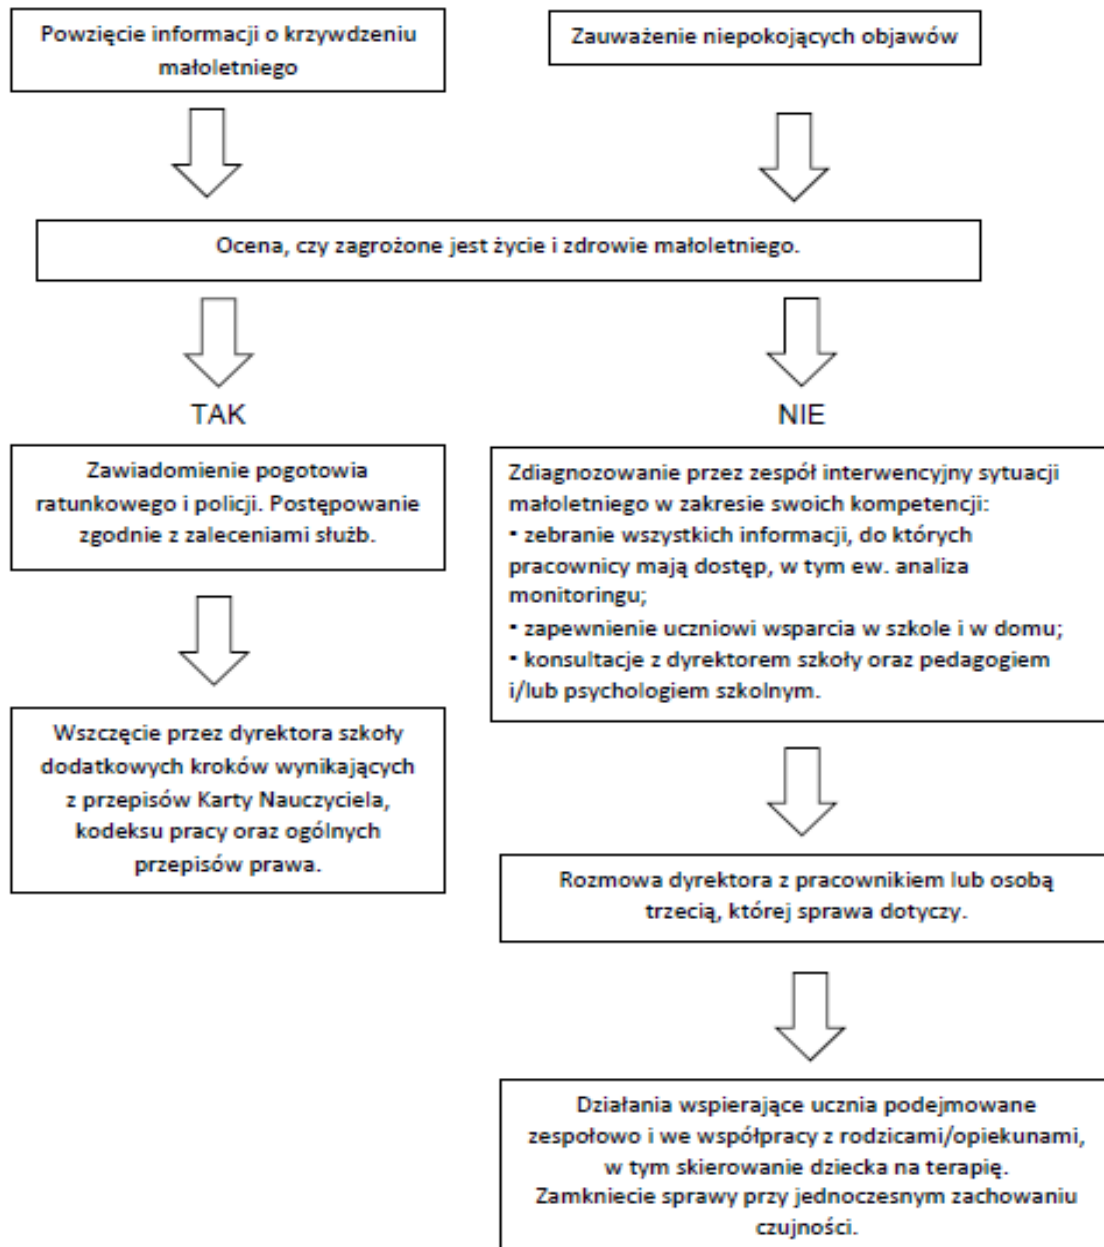 Powzięcie informacji o krzywdzeniu
małoletniego
Zauważenie niepokojących objawów
Ocena, czy zagrożone jest życie i zdrowie małoletniego.
TAK
Zawiadomienie pogotowia
ratunkowego i policji. Postępowanie
zgodnie z zaleceniami służb.
Wszczęcie przez dyrektora szkoły
dodatkowych kroków wynikających
z przepisów Karty Nauczyciela,
kodeksu pracy oraz ogólnych
przepisów prawa.
NIE
Zdiagnozowanie przez zespół interwencyjny sytuacji
małoletniego w zakresie swoich kompetencji:
• zebranie wszystkich informacji, do których
pracownicy mają dostęp, w tym ew. analiza
monitoringu;
• zapewnienie uczniowi wsparcia w szkole i w domu;
• konsultacje z dyrektorem szkoły oraz pedagogiem
i/lub psychologiem szkolnym.
Rozmowa dyrektora z pracownikiem lub osobą
trzecią, której sprawa dotyczy.
Działania wspierające ucznia podejmowane
zespołowo i we współpracy z rodzicami/opiekunami,
w tym skierowanie dziecka na terapię.
Zamkniecie sprawy przy jednoczesnym zachowaniu
czujności.